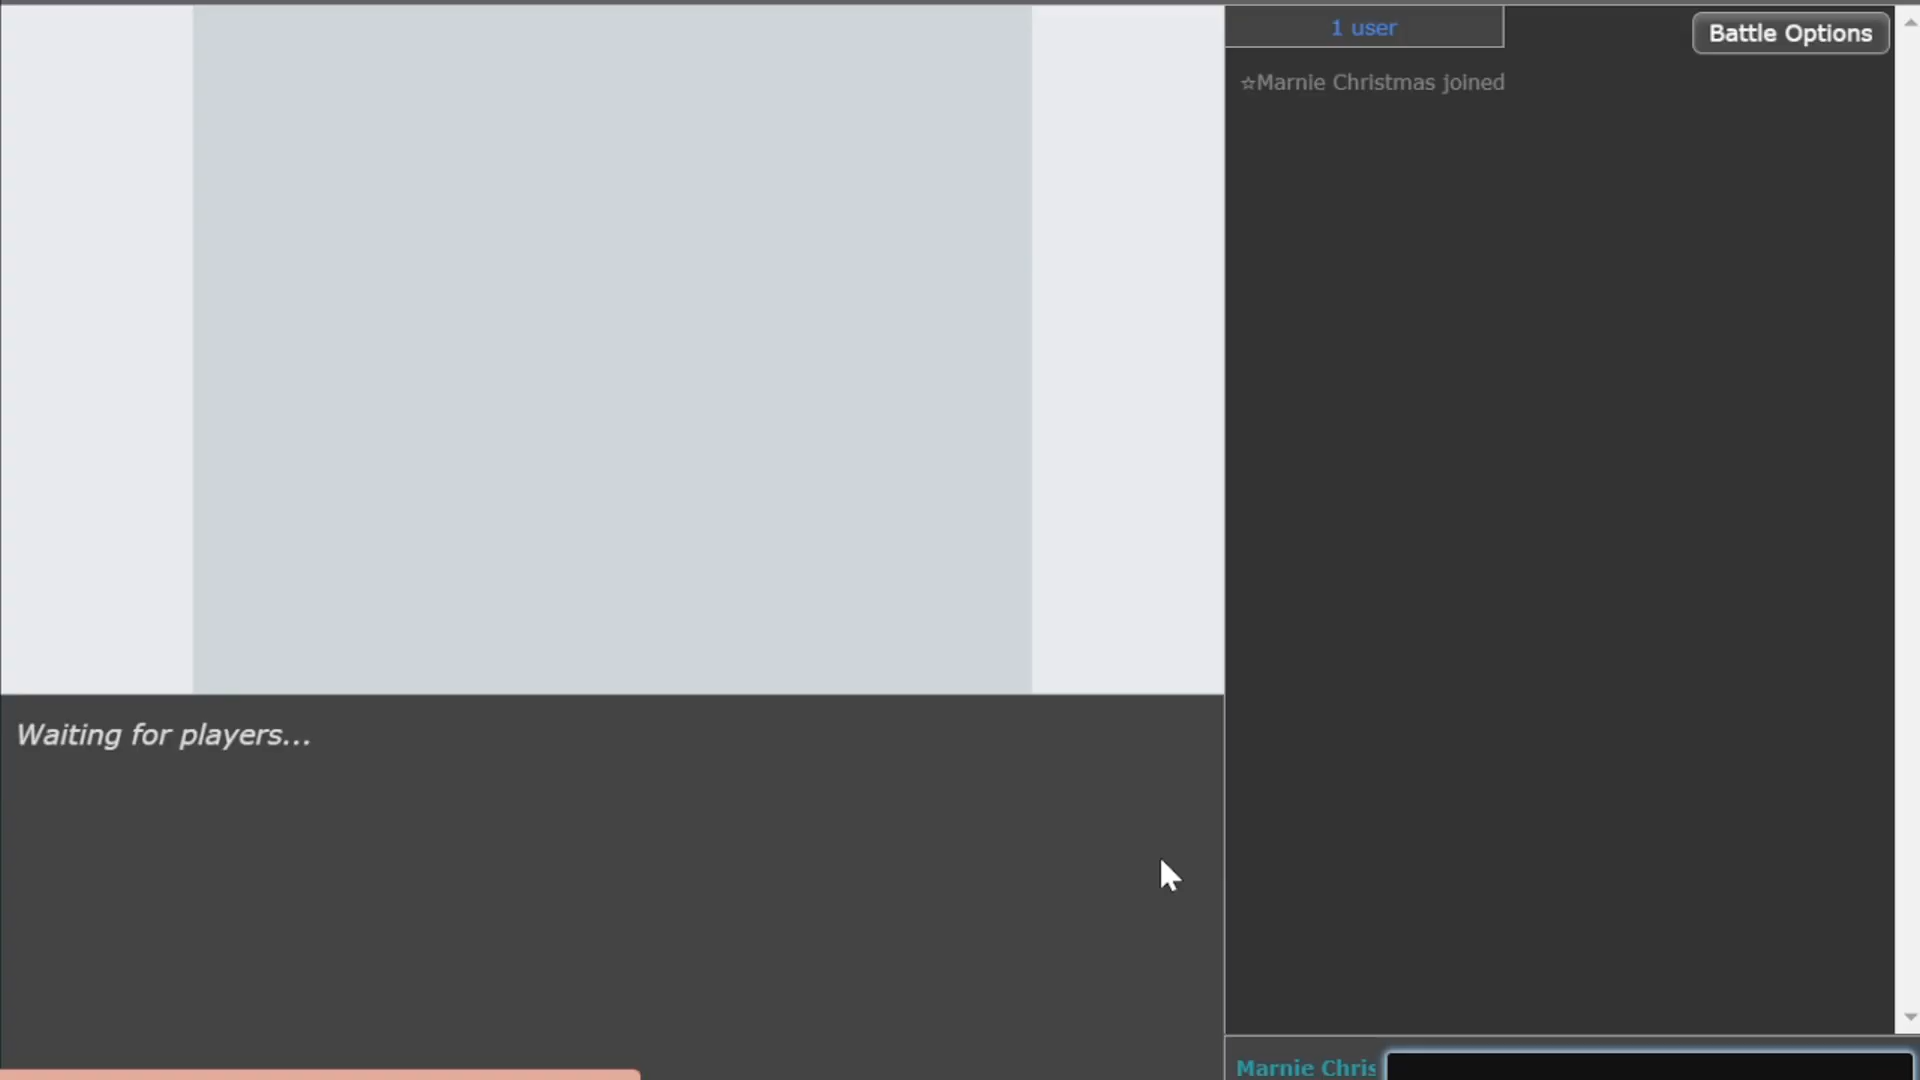 1 user
Battle Options
☆Marnie Christmas joined
Waiting for players...
Marnie Chris